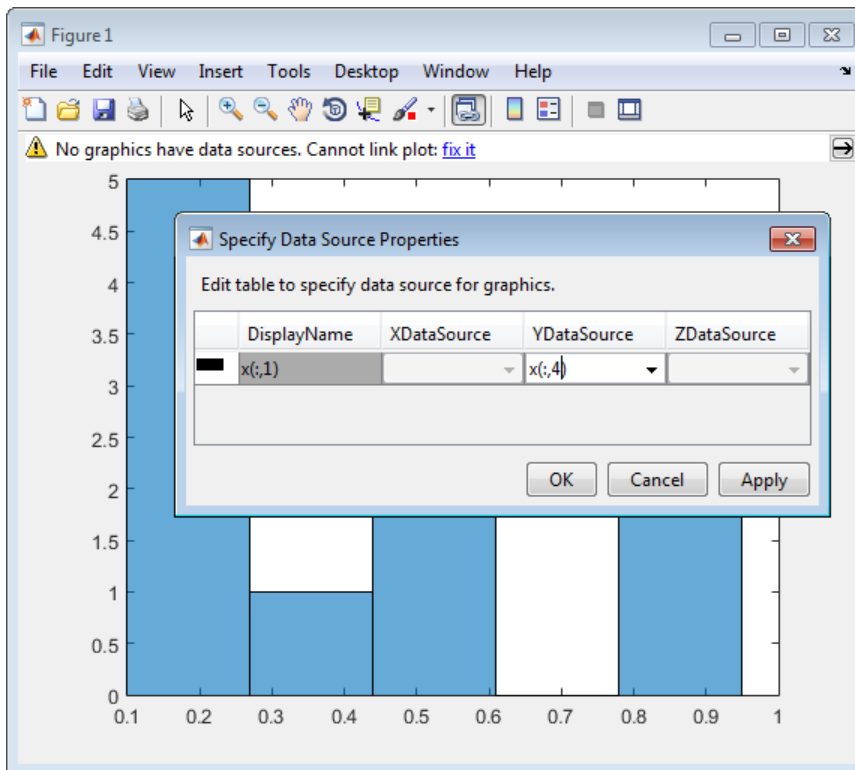 Figure 1
File Edit View Insert Tools Desktop Window Help
No graphics have data sources. Cannot link plot: fix it
5
4.5
4
3.5
3
2.5
2
1.5
1
0.5
0
0.1 0.2 0.3 0.4 0.5 0.6 0.7 0.8 0.9 1
Specify Data Source Properties
Edit table to specify data source for graphics.
DisplayName XDataSource YDataSource ZDataSource
x(:,1) x(:,4)
OK Cancel Apply